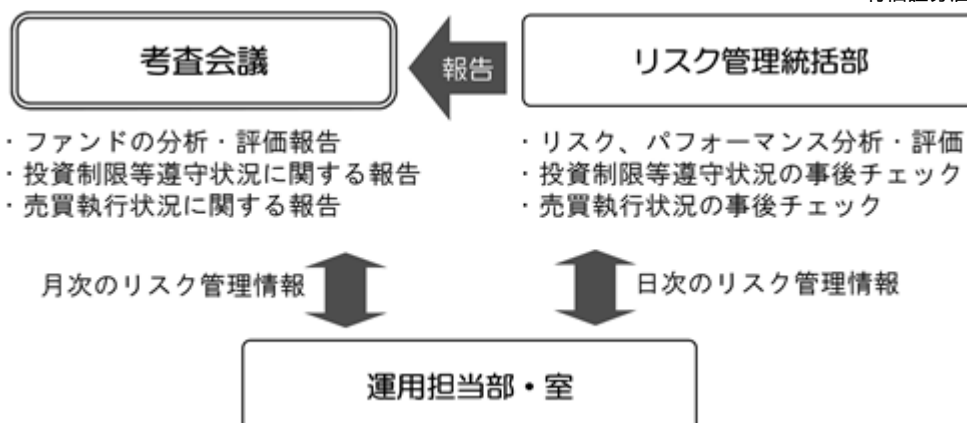 考査会議
報告
リスク管理統括部
・ファンドの分析・評価報告
・投資制限等遵守状況に関する報告
・売買執行状況に関する報告
・リスク、パフォーマンス分析・評価
・投資制限等遵守状況の事後チェック
・売買執行状況の事後チェック
月次のリスク管理情報
日次のリスク管理情報
運用担当部・室